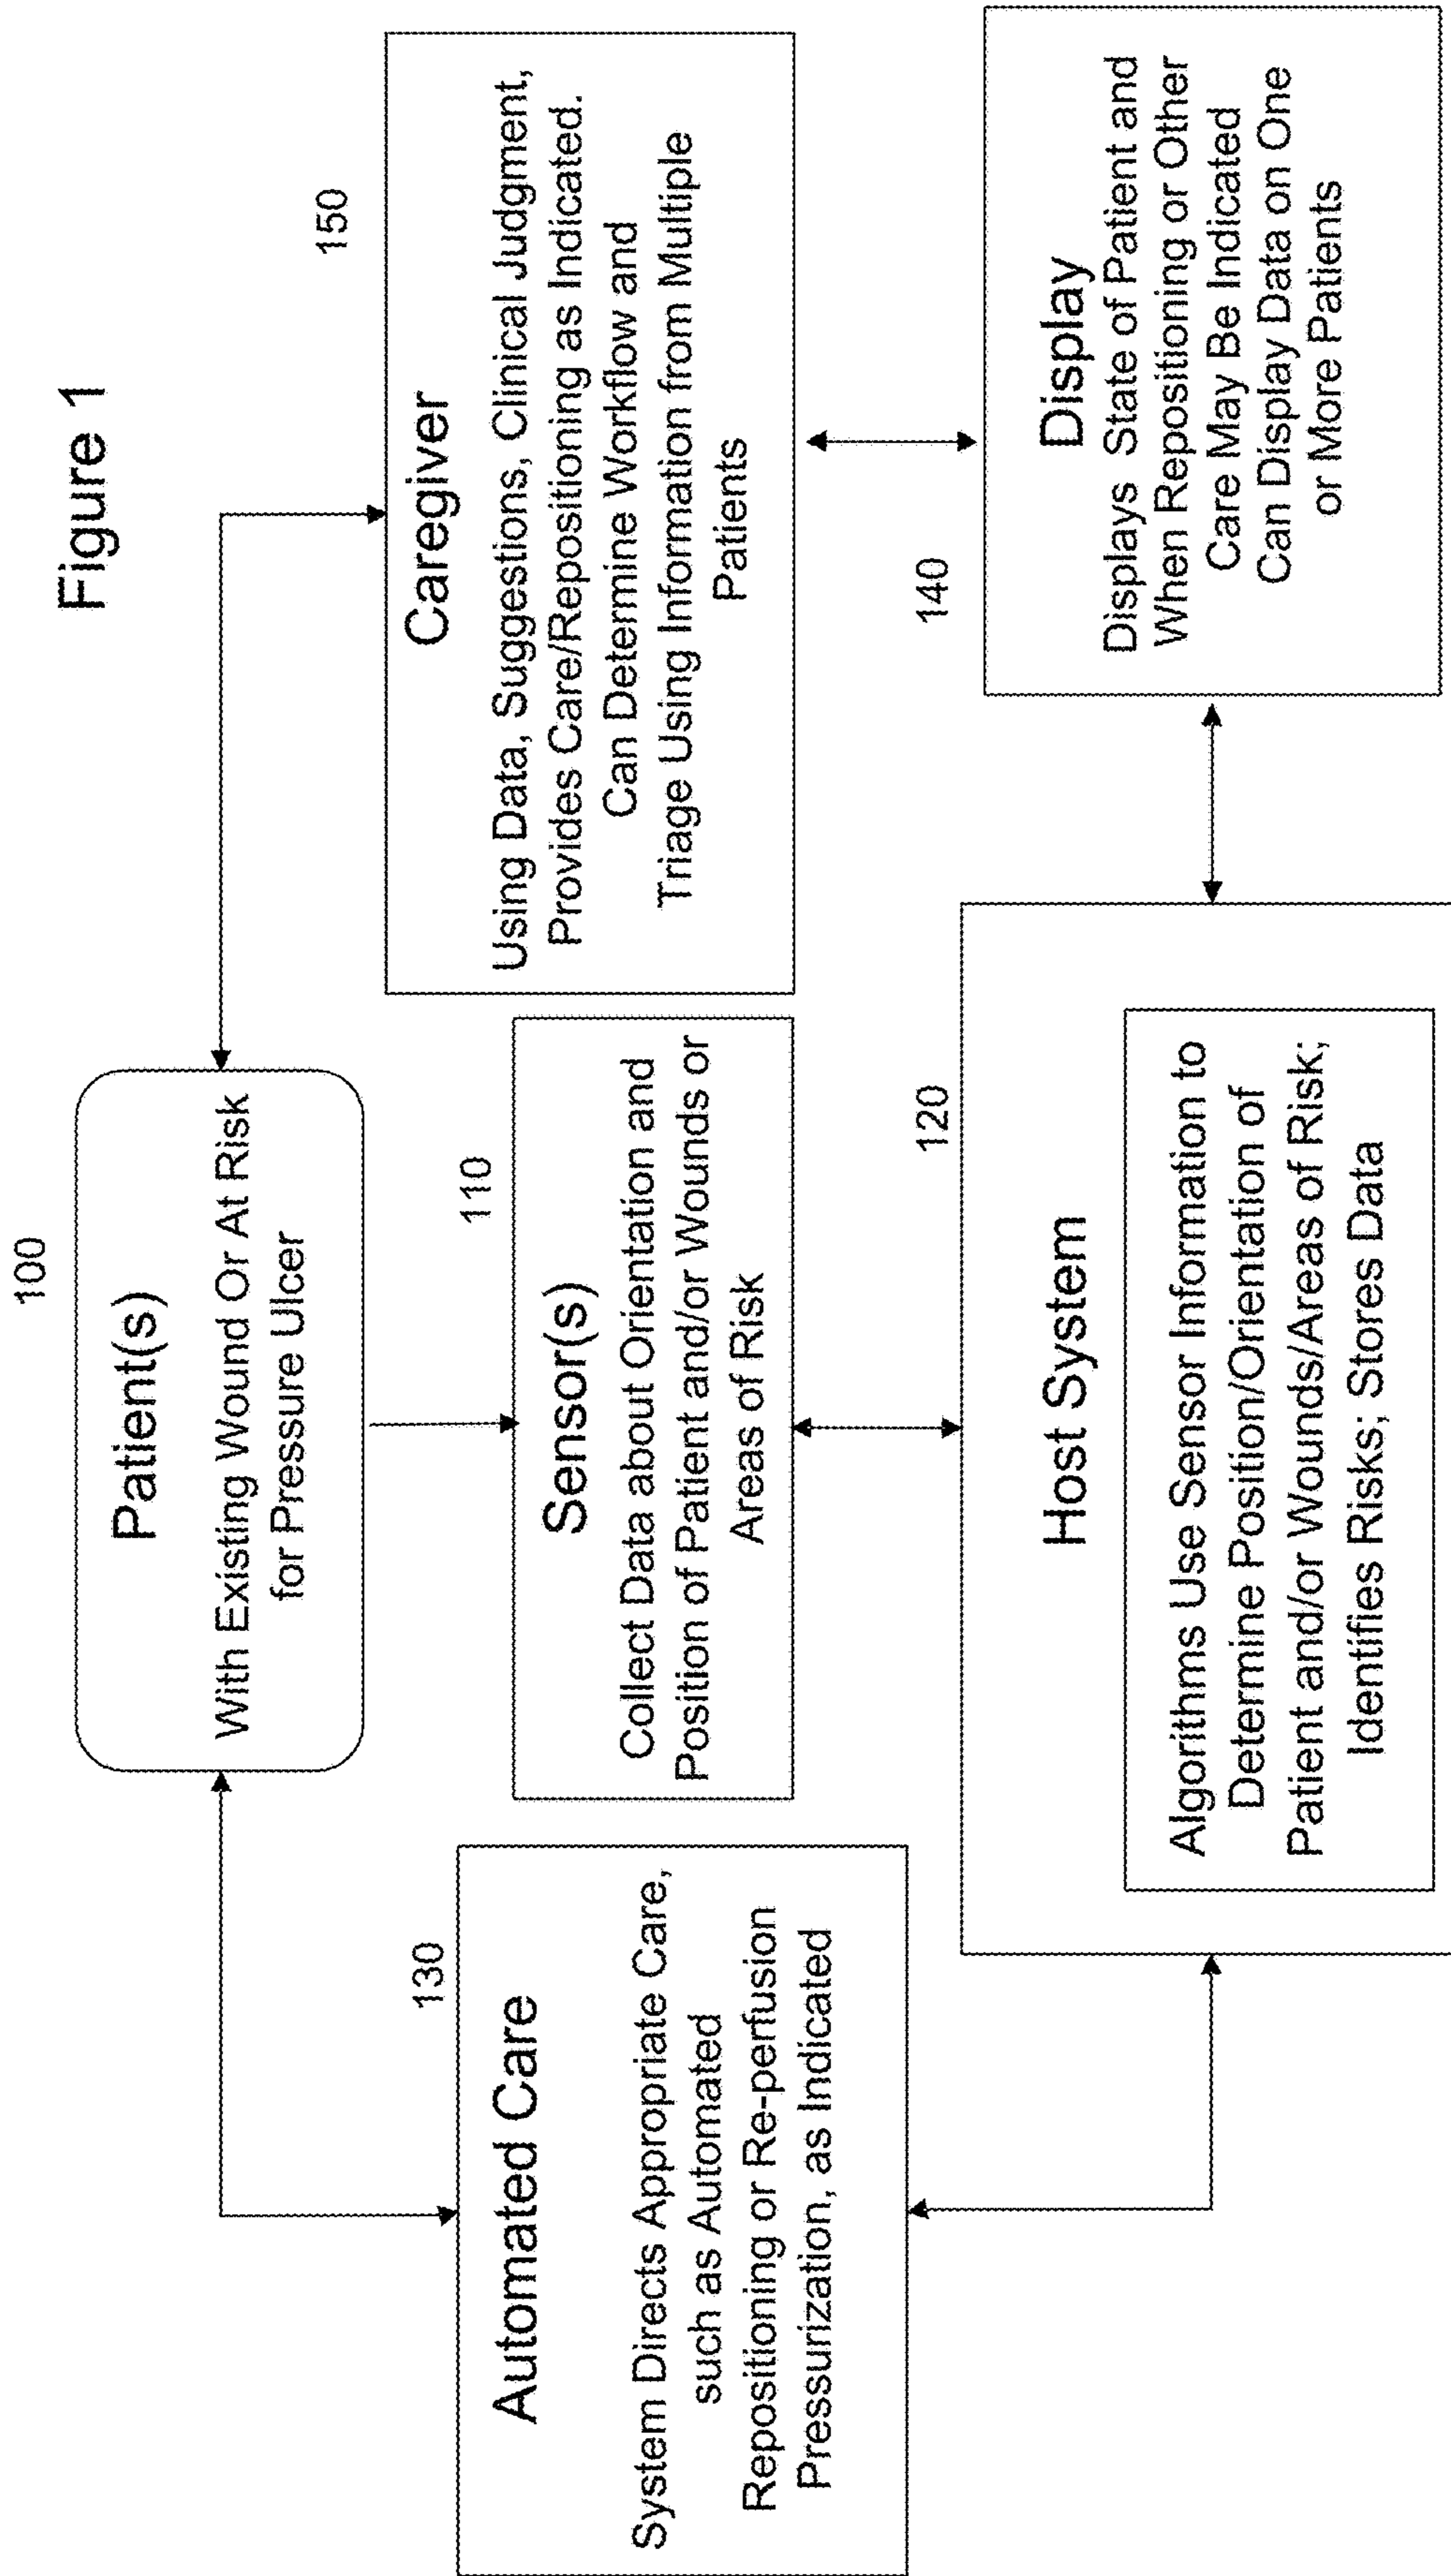 Figure 1
100
Patient(s)
With Existing Wound Or At Risk
for Pressure Ulcer
130
Automated Care
System Directs Appropriate Care,
such as Automated
Repositioning or Re-perfusion
Pressurization, as Indicated
110
Sensor(s)
Collect Data about Orientation and
Position of Patient and/or Wounds or
Areas of Risk
150
Caregiver
Using Data, Suggestions, Clinical Judgment,
Provides Care/Repositioning as Indicated.
Can Determine Workflow and
Triage Using Information from Multiple
Patients
120
Host System
Algorithms Use Sensor Information to
Determine Position/Orientation of
Patient and/or Wounds/Areas of Risk;
Identifies Risks; Stores Data
140
Display
Displays State of Patient and
When Repositioning or Other
Care May Be Indicated
Can Display Data on One
or More Patients